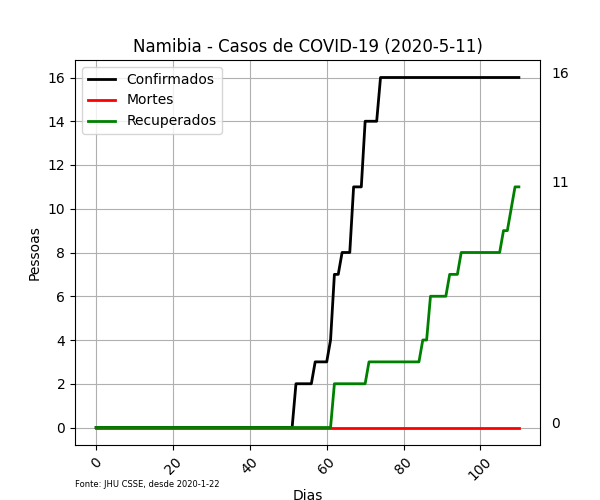 Namibia - Casos de COVID-19 (2020-5-11)
Confirmados
Mortes
Recuperados
16
14
12
10
8
6
4
2
0
Pessoas
16
11
0
0
20
40
60
80
100
Fonte: JHU CSSE, desde 2020-1-22
Dias